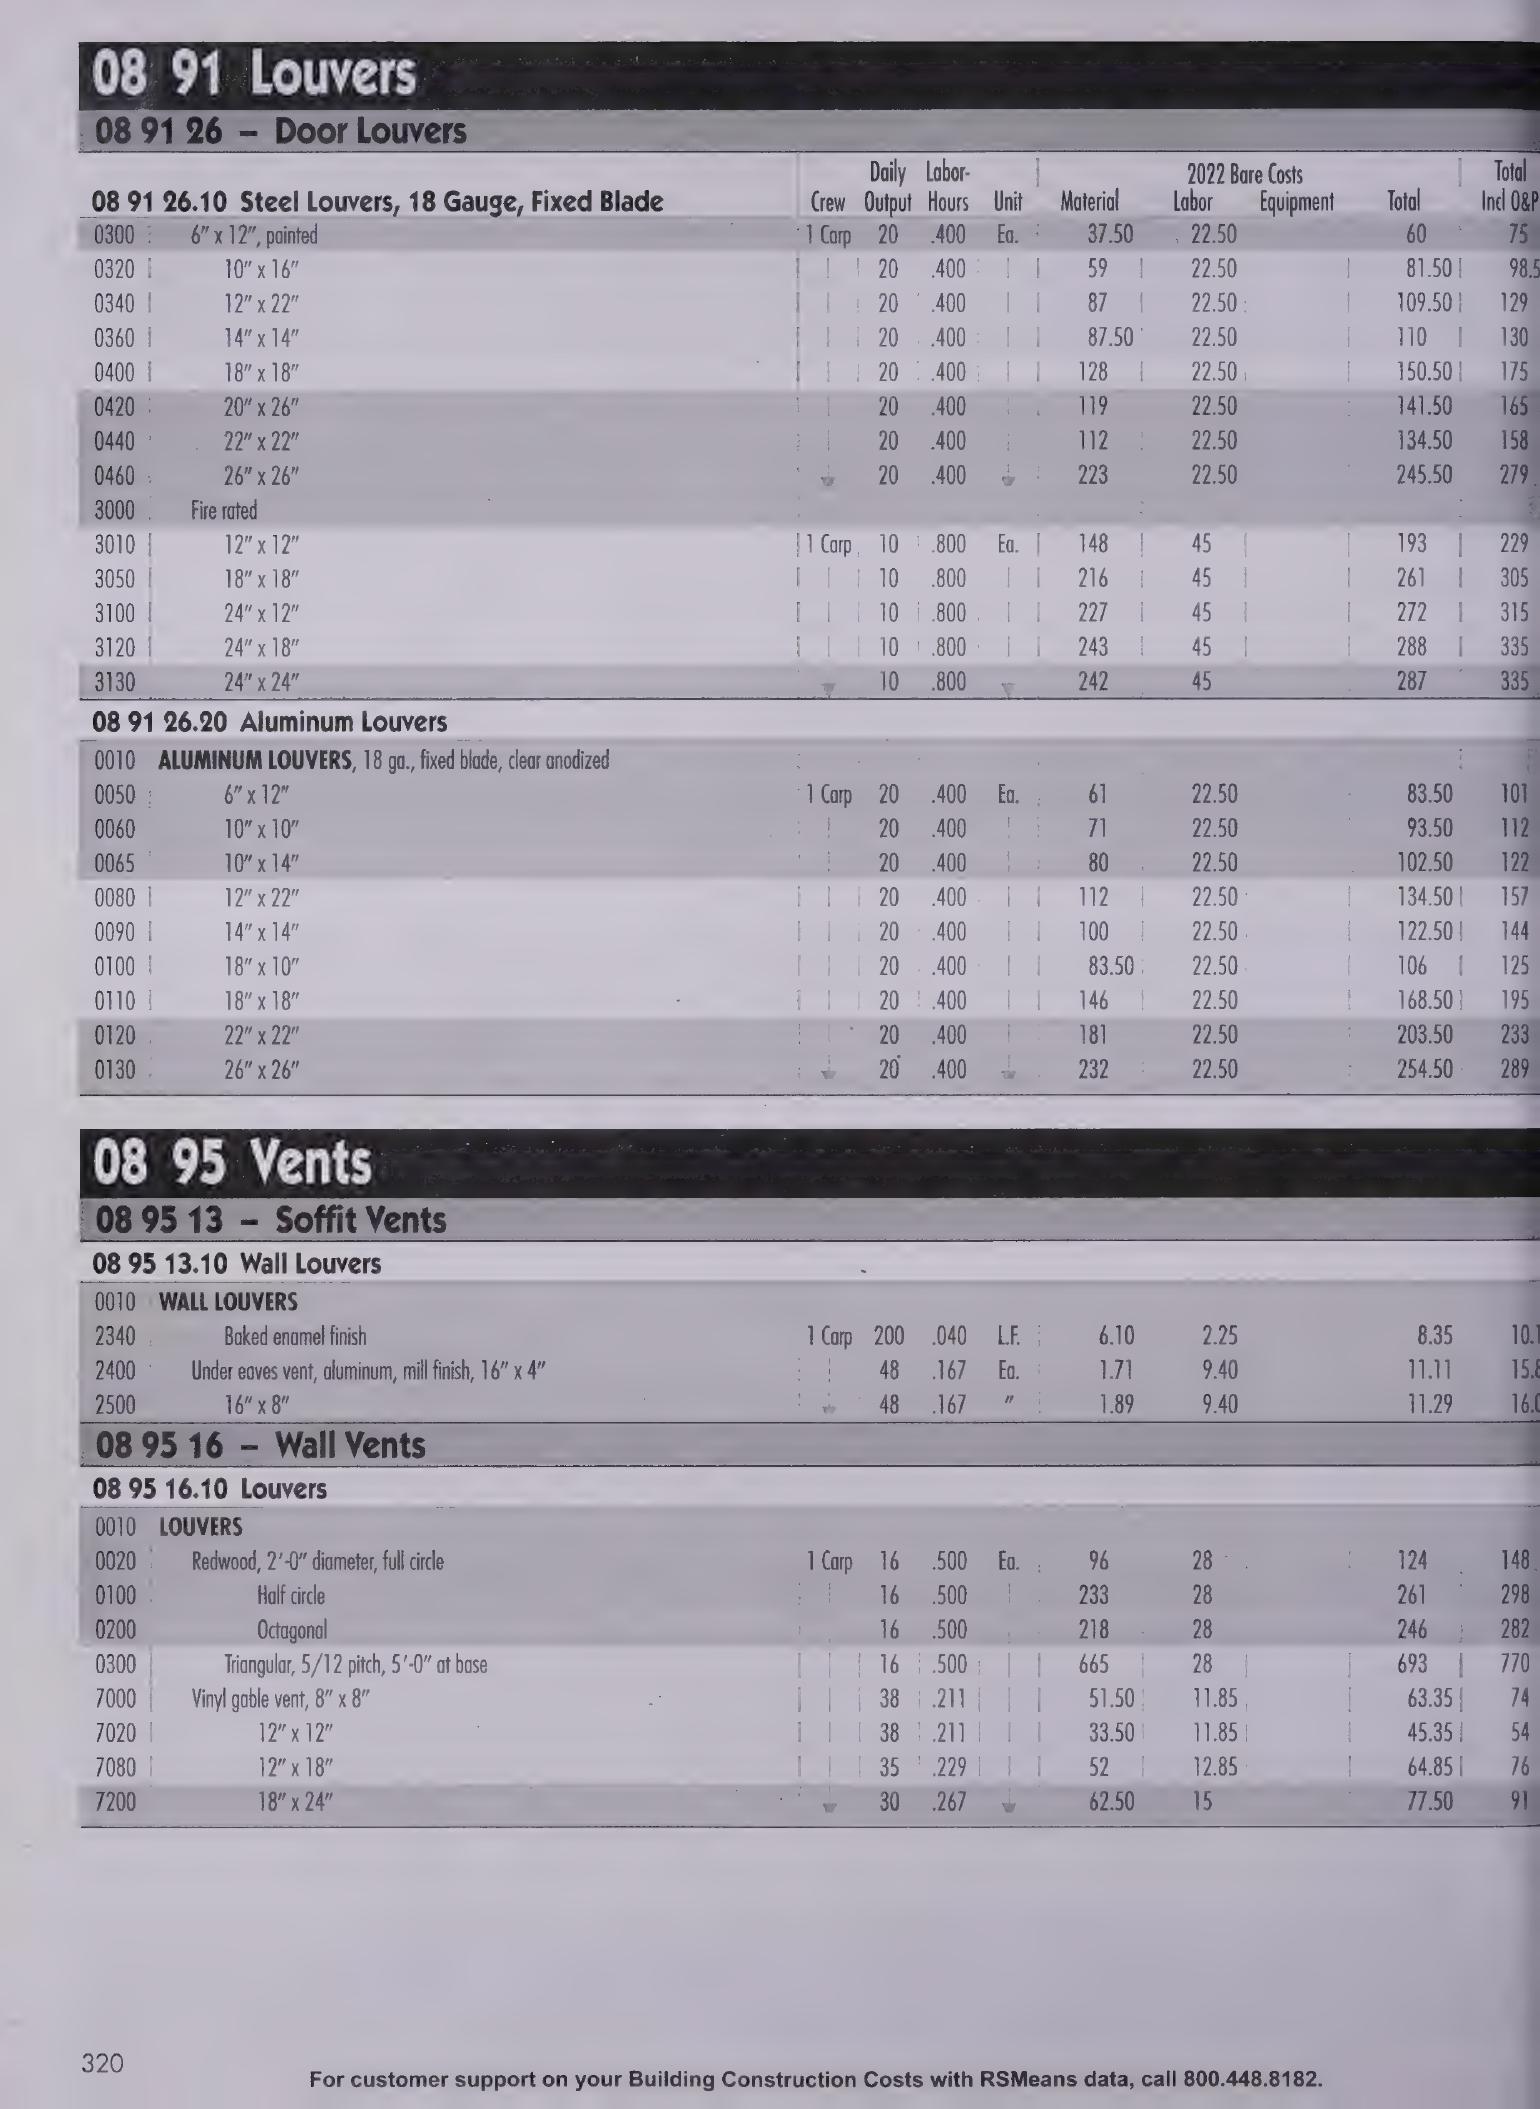 08 91 Louvers
08 91 26 – Door Louvers
Daily Labor- 2022 Bare Costs Total
08 91 26.10 Steel Louvers, 18 Gauge, Fixed Blade Crew Output Hours Unit Material Labor Equipment Total Incl O&P
0300 6" x 12", painted 1 Carp 20 .400 Ea. 37.50 22.50 60 75
0320 10" x 16" 20 .400 59 22.50 81.50 98.5
0340 12" x 22" 20 .400 87 22.50 109.50 129
0360 14" x 14" 20 .400 87.50 22.50 110 130
0400 18" x 18" 20 .400 128 22.50 150.50 175
0420 20" x 26" 20 .400 119 22.50 141.50 165
0440 22" x 22" 20 .400 112 22.50 134.50 158
0460 26" x 26" 20 .400 223 22.50 245.50 279
3000 Fire rated
3010 12" x 12" 1 Carp 10 .800 Ea. 148 45 193 229
3050 18" x 18" 10 .800 216 45 261 305
3100 24" x 12" 10 .800 227 45 272 315
3120 24" x 18" 10 .800 243 45 288 335
3130 24" x 24" 10 .800 242 45 287 335
08 91 26.20 Aluminum Louvers
0010 ALUMINUM LOUVERS, 18 ga., fixed blade, clear anodized
0050 6" x 12" 1 Carp 20 .400 Ea. 61 22.50 83.50 101
0060 10" x 10" 20 .400 71 22.50 93.50 112
0065 10" x 14" 20 .400 80 22.50 102.50 122
0080 12" x 22" 20 .400 112 22.50 134.50 157
0090 14" x 14" 20 .400 100 22.50 122.50 144
0100 18" x 10" 20 .400 83.50 22.50 106 125
0110 18" x 18" 20 .400 146 22.50 168.50 195
0120 22" x 22" 20 .400 181 22.50 203.50 233
0130 26" x 26" 20 .400 232 22.50 254.50 289
08 95 Vents
08 95 13 – Soffit Vents
08 95 13.10 Wall Louvers
0010 WALL LOUVERS
2340 Baked enamel finish 1 Carp 200 .040 L.F. 6.10 2.25 8.35 10.1
2400 Under eaves vent, aluminum, mill finish, 16" x 4" 48 .167 Ea. 1.71 9.40 11.11 15.8
2500 16" x 8" 48 .167 " 1.89 9.40 11.29 16.0
08 95 16 – Wall Vents
08 95 16.10 Louvers
0010 LOUVERS
0020 Redwood, 2'-0" diameter, full circle 1 Carp 16 .500 Ea. 96 28 124 148
0100 Half circle 16 .500 233 28 261 298
0200 Octagonal 16 .500 218 28 246 282
0300 Triangular, 5/12 pitch, 5'-0" at base 16 .500 665 28 693 770
7000 Vinyl gable vent, 8" x 8" 38 .211 51.50 11.85 63.35 74
7020 12" x 12" 38 .211 33.50 11.85 45.35 54
7080 12" x 18" 35 .229 52 12.85 64.85 76
7200 18" x 24" 30 .267 62.50 15 77.50 91
320
For customer support on your Building Construction Costs with RSMeans data, call 800.448.8182.